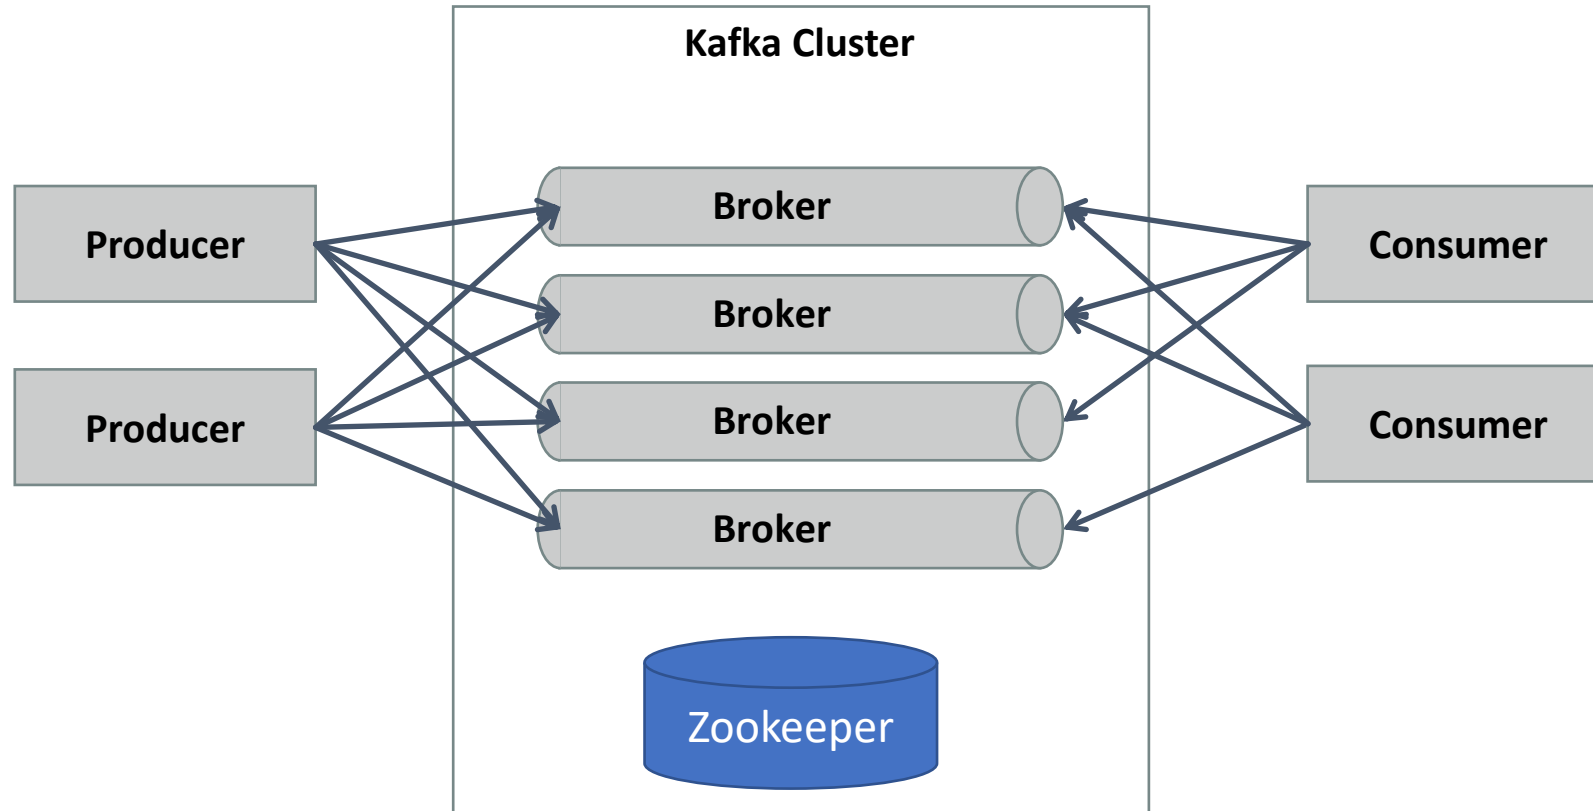 Kafka Cluster
Producer
Producer
Broker
Broker
Broker
Broker
Consumer
Consumer
Zookeeper